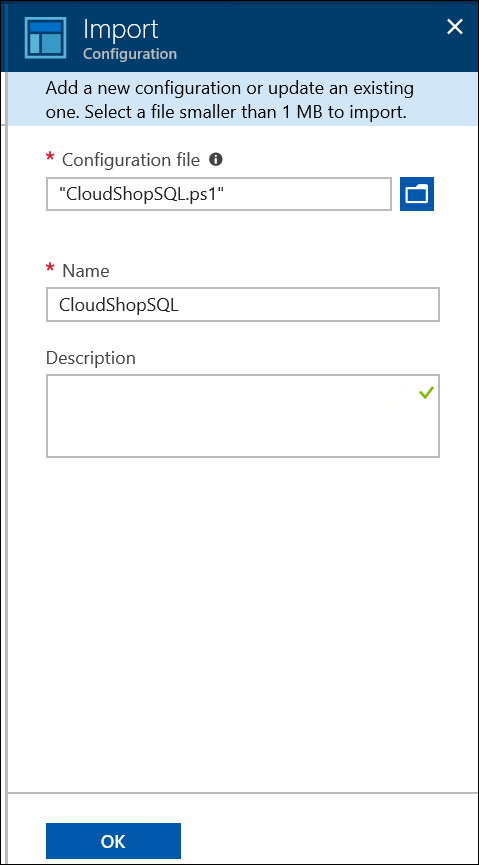 Import
Configuration
Add a new configuration or update an existing
one. Select a file smaller than 1 MB to import.
* Configuration file
"CloudShopSQL.ps1"
* Name
CloudShopSQL
Description
OK